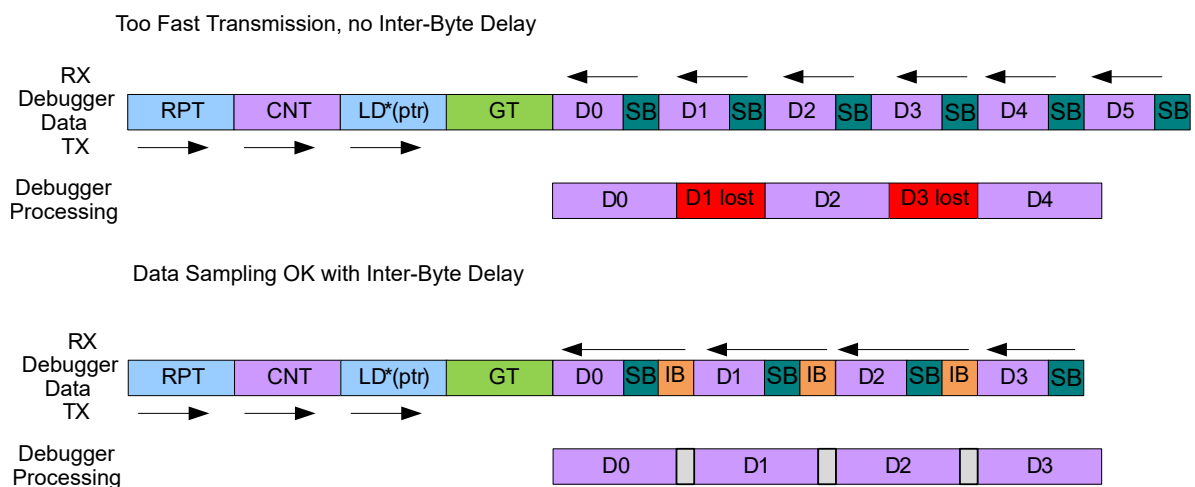 Too Fast Transmission, no Inter-Byte Delay
RX
Debugger
Data
TX
RPT CNT LD*(ptr) GT D0 SB D1 SB D2 SB D3 SB D4 SB D5 SB
Debugger
Processing
D0 D1 lost D2 D3 lost D4
Data Sampling OK with Inter-Byte Delay
RX
Debugger
Data
TX
RPT CNT LD*(ptr) GT D0 SB IB D1 SB IB D2 SB IB D3 SB
Debugger
Processing
D0 D1 D2 D3